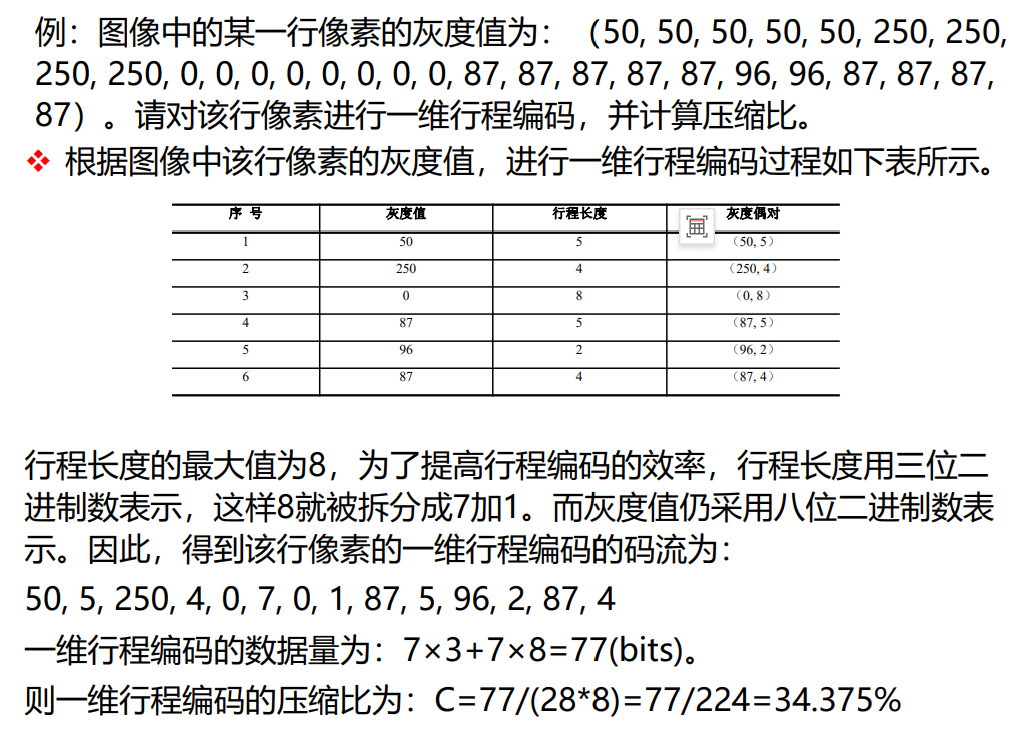 例：图像中的某一行像素的灰度值为：（50, 50, 50, 50, 50, 250, 250,
250, 250, 0, 0, 0, 0, 0, 0, 0, 0, 87, 87, 87, 87, 87, 96, 96, 87, 87, 87,
87）。请对该行像素进行一维行程编码，并计算压缩比。
❖ 根据图像中该行像素的灰度值，进行一维行程编码过程如下表所示。
序 号 灰度值 行程长度 灰度偶对
1 50 5 （50, 5）
2 250 4 （250, 4）
3 0 8 （0, 8）
4 87 5 （87, 5）
5 96 2 （96, 2）
6 87 4 （87, 4）
行程长度的最大值为8，为了提高行程编码的效率，行程长度用三位二
进制数表示，这样8就被拆分成7加1。而灰度值仍采用八位二进制数表
示。因此，得到该行像素的一维行程编码的码流为：
50, 5, 250, 4, 0, 7, 0, 1, 87, 5, 96, 2, 87, 4
一维行程编码的数据量为：7×3+7×8=77(bits)。
则一维行程编码的压缩比为：C=77/(28*8)=77/224=34.375%